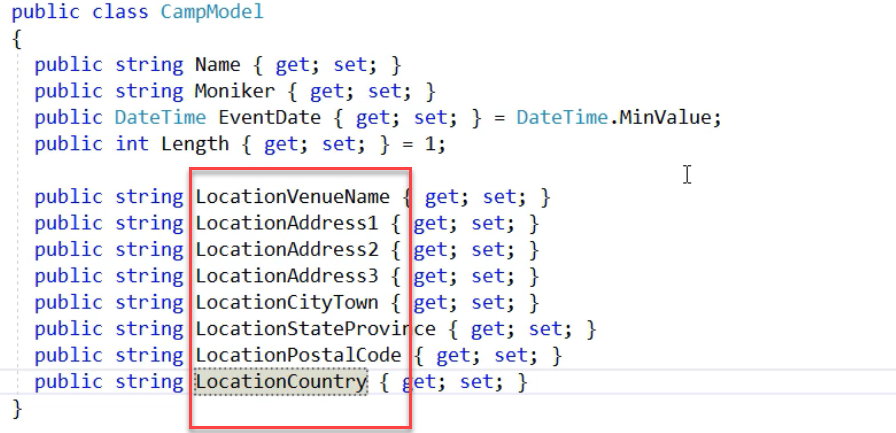 public class CampModel
{
public string Name { get; set; }
public string Moniker { get; set; }
public DateTime EventDate { get; set; } = DateTime.MinValue;
public int Length { get; set; } = 1;
public string LocationVenueName { get; set; }
public string LocationAddress1 { get; set; }
public string LocationAddress2 { get; set; }
public string LocationAddress3 { get; set; }
public string LocationCityTown { get; set; }
public string LocationStateProvince { get; set; }
public string LocationPostalCode { get; set; }
public string LocationCountry { get; set; }
}